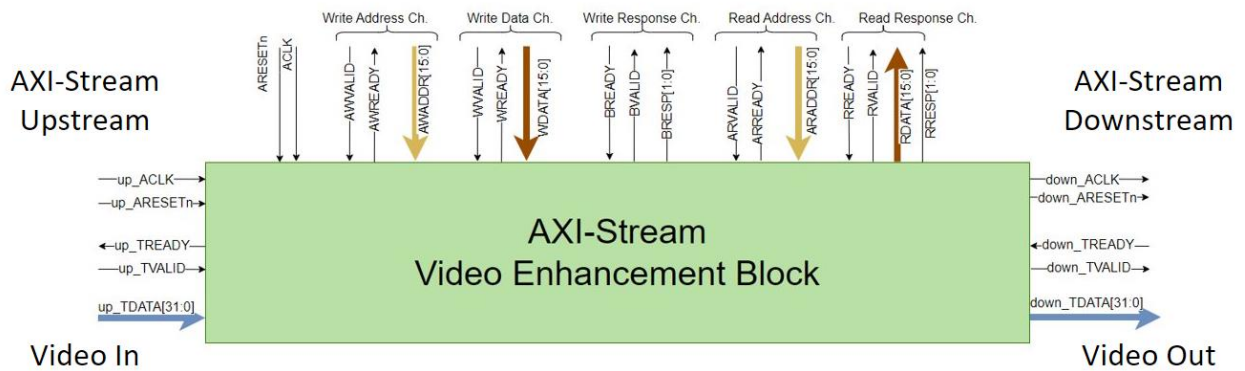 Write Address Ch.
Write Data Ch.
Write Response Ch.
Read Address Ch.
Read Response Ch.
ARESETn
ACLK
AWVALID
AWREADY
AWADDR[15:0]
WVALID
WREADY
WDATA[15:0]
BREADY
BVALID
BRESP[1:0]
ARVALID
ARREADY
ARADDR[15:0]
RREADY
RVALID
RDATA[15:0]
RRESP[1:0]
AXI-Stream
Upstream
AXI-Stream
Downstream
up_ACLK
up_ARESETn
up_TREADY
up_TVALID
up_TDATA[31:0]
AXI-Stream
Video Enhancement Block
down_ACLK
down_ARESETn
down_TREADY
down_TVALID
down_TDATA[31:0]
Video In
Video Out